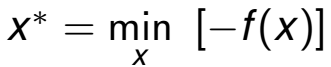 x* = min_x [−f(x)]